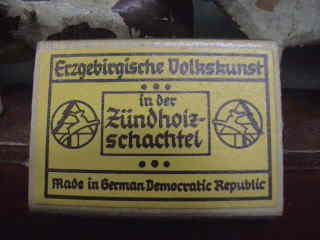 Erzgebirgische Volkskunst
in der
Zündholz-
schachtel
Made in German Democratic Republic